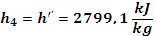 h₄ = h′′ = 2799,1 kJ/kg